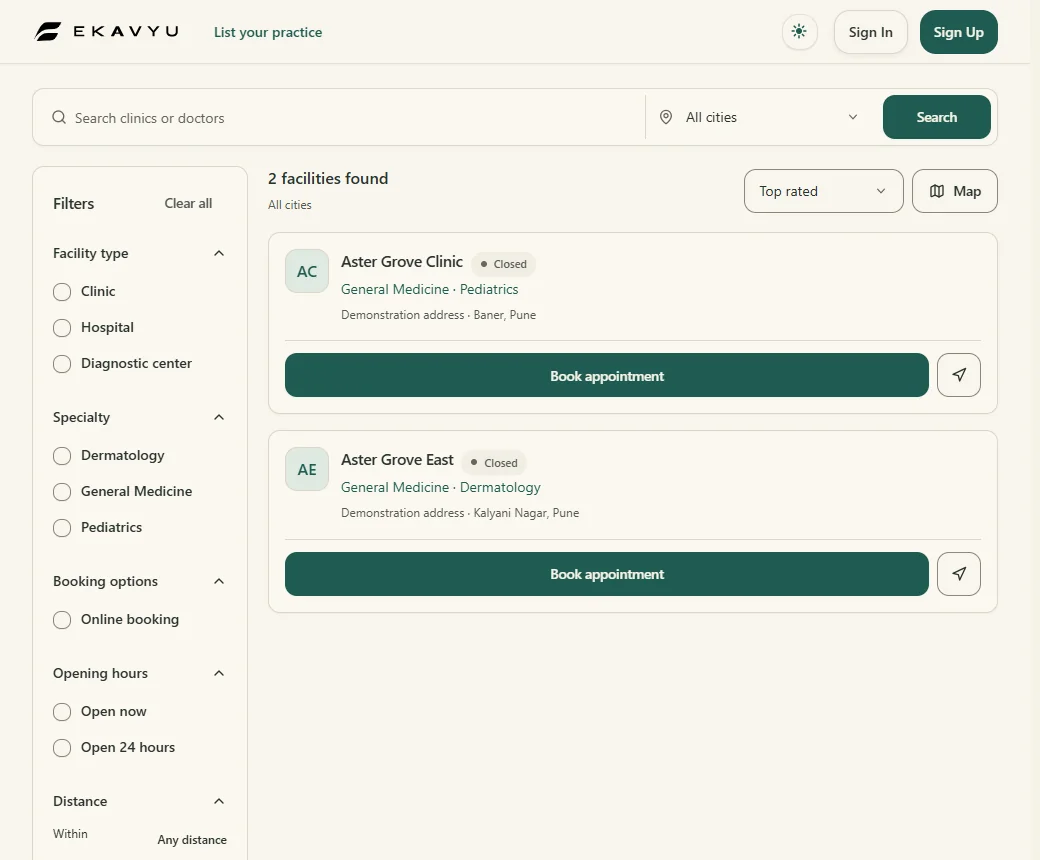 EKAVYU
List your practice
Sign In
Sign Up
Search clinics or doctors
All cities
Search
Filters
Clear all
Facility type
Clinic
Hospital
Diagnostic center
Specialty
Dermatology
General Medicine
Pediatrics
Booking options
Online booking
Opening hours
Open now
Open 24 hours
Distance
Within
Any distance
2 facilities found
All cities
Top rated
Map
AC
Aster Grove Clinic
Closed
General Medicine · Pediatrics
Demonstration address · Baner, Pune
Book appointment
AE
Aster Grove East
Closed
General Medicine · Dermatology
Demonstration address · Kalyani Nagar, Pune
Book appointment